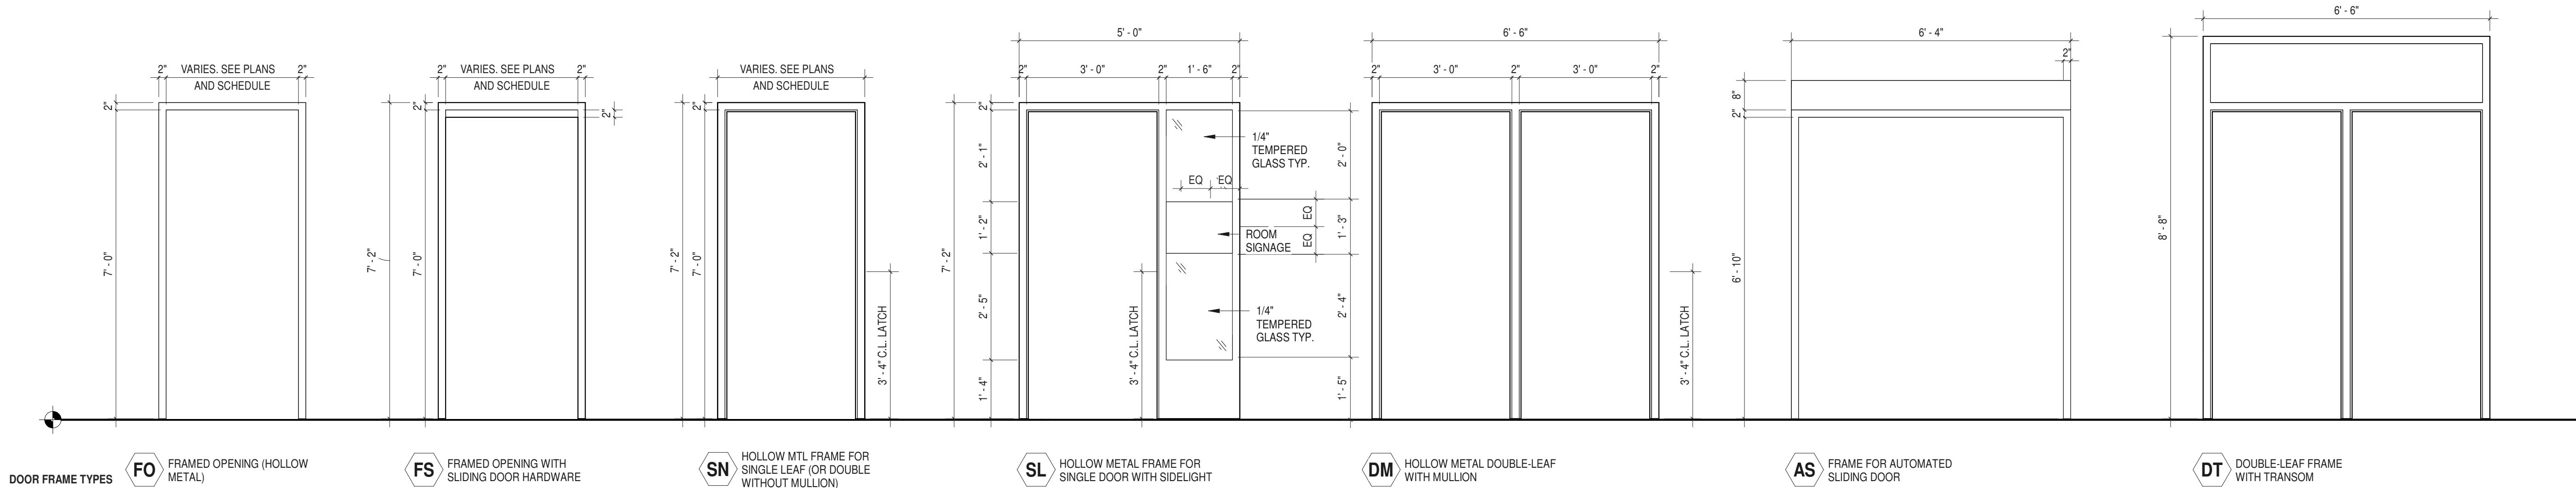 2" VARIES. SEE PLANS 2"
AND SCHEDULE
2"
7' - 0"
2" VARIES. SEE PLANS 2"
AND SCHEDULE
2"
2"
7' - 2"
7' - 0"
VARIES. SEE PLANS
AND SCHEDULE
2"
7' - 2"
7' - 0"
3' - 4" C.L. LATCH
5' - 0"
2" 3' - 0" 2" 1' - 6" 2"
2"
7' - 2"
2' - 1"
1' - 2"
2' - 5"
1' - 4"
3' - 4" C.L. LATCH
EQ EQ
1/4"
TEMPERED
GLASS TYP.
ROOM
SIGNAGE
1/4"
TEMPERED
GLASS TYP.
EQ
EQ
2' - 0"
1' - 3"
2' - 4"
1' - 5"
6' - 6"
2" 3' - 0" 2" 3' - 0" 2"
3' - 4" C.L. LATCH
6' - 4"
2"
8"
2"
6' - 10"
6' - 6"
8' - 8"
DOOR FRAME TYPES
FO
FRAMED OPENING (HOLLOW
METAL)
FS
FRAMED OPENING WITH
SLIDING DOOR HARDWARE
SN
HOLLOW MTL FRAME FOR
SINGLE LEAF (OR DOUBLE
WITHOUT MULLION)
SL
HOLLOW METAL FRAME FOR
SINGLE DOOR WITH SIDELIGHT
DM
HOLLOW METAL DOUBLE-LEAF
WITH MULLION
AS
FRAME FOR AUTOMATED
SLIDING DOOR
DT
DOUBLE-LEAF FRAME
WITH TRANSOM